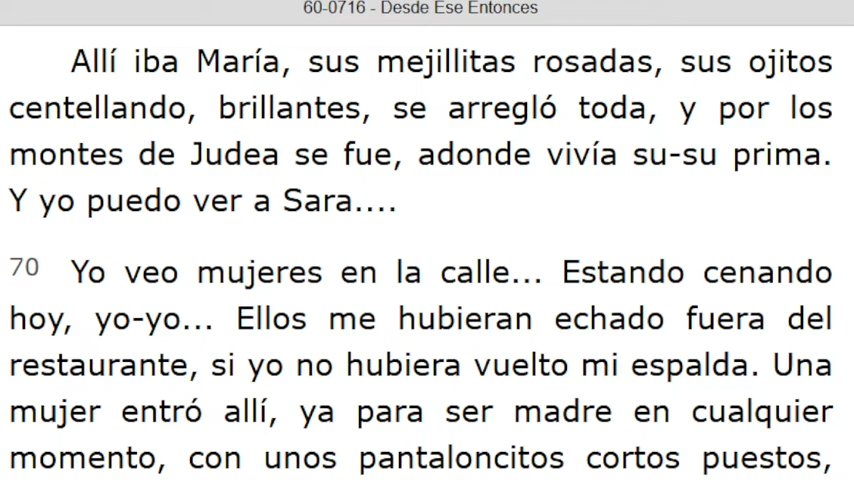 60-0716 - Desde Ese Entonces
Allí iba María, sus mejillitas rosadas, sus ojitos
centellando, brillantes, se arregló toda, y por los
montes de Judea se fue, adonde vivía su-su prima.
Y yo puedo ver a Sara....
70 Yo veo mujeres en la calle... Estando cenando
hoy, yo-yo... Ellos me hubieran echado fuera del
restaurante, si yo no hubiera vuelto mi espalda. Una
mujer entró allí, ya para ser madre en cualquier
momento, con unos pantaloncitos cortos puestos,